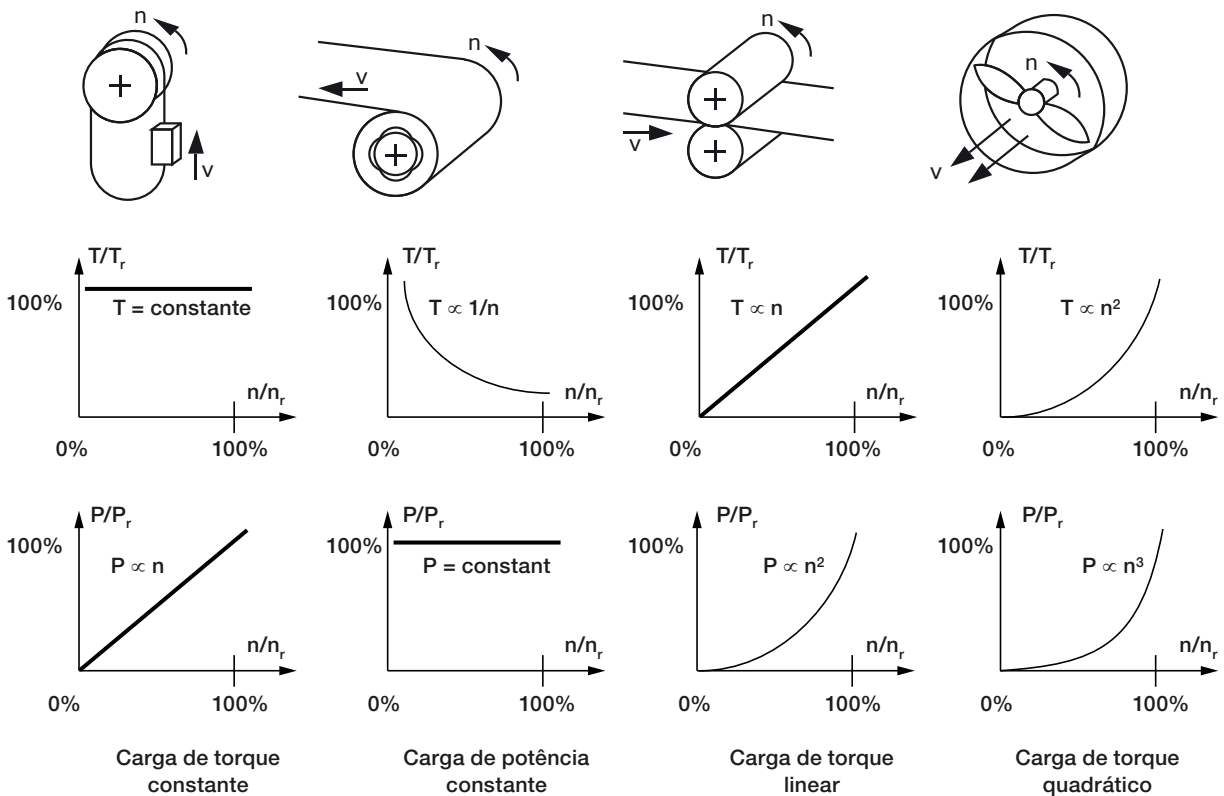 n
v
n
v
n
v
n
v
T/Tr
100%
T = constante
n/nr
0%
100%
T/Tr
100%
T ∝ 1/n
n/nr
0%
100%
T/Tr
100%
T ∝ n
n/nr
0%
100%
T/Tr
100%
T ∝ n²
n/nr
0%
100%
P/Pr
100%
P ∝ n
n/nr
0%
100%
P/Pr
100%
P = constant
n/nr
0%
100%
P/Pr
100%
P ∝ n²
n/nr
0%
100%
P/Pr
100%
P ∝ n³
n/nr
0%
100%
Carga de torque
constante
Carga de potência
constante
Carga de torque
linear
Carga de torque
quadrático